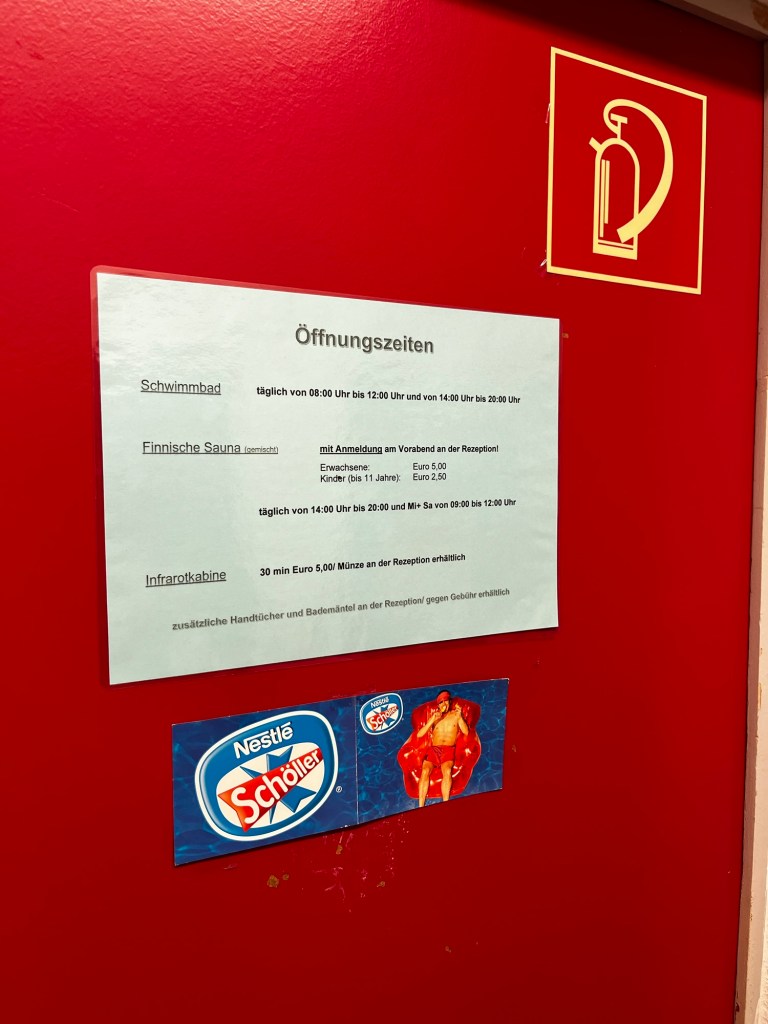 Öffnungszeiten
Schwimmbad täglich von 08:00 Uhr bis 12:00 Uhr und von 14:00 Uhr bis 20:00 Uhr
Finnische Sauna (gemischt) mit Anmeldung am Vorabend an der Rezeption!
Erwachsene: Euro 5,00
Kinder (bis 11 Jahre): Euro 2,50
täglich von 14:00 Uhr bis 20:00 und Mi+ Sa von 09:00 bis 12:00 Uhr
Infrarotkabine 30 min Euro 5,00/ Münze an der Rezeption erhältlich
zusätzliche Handtücher und Bademäntel an der Rezeption/ gegen Gebühr erhältlich
Nestlé
Schöller
®
Nestlé
Schöller